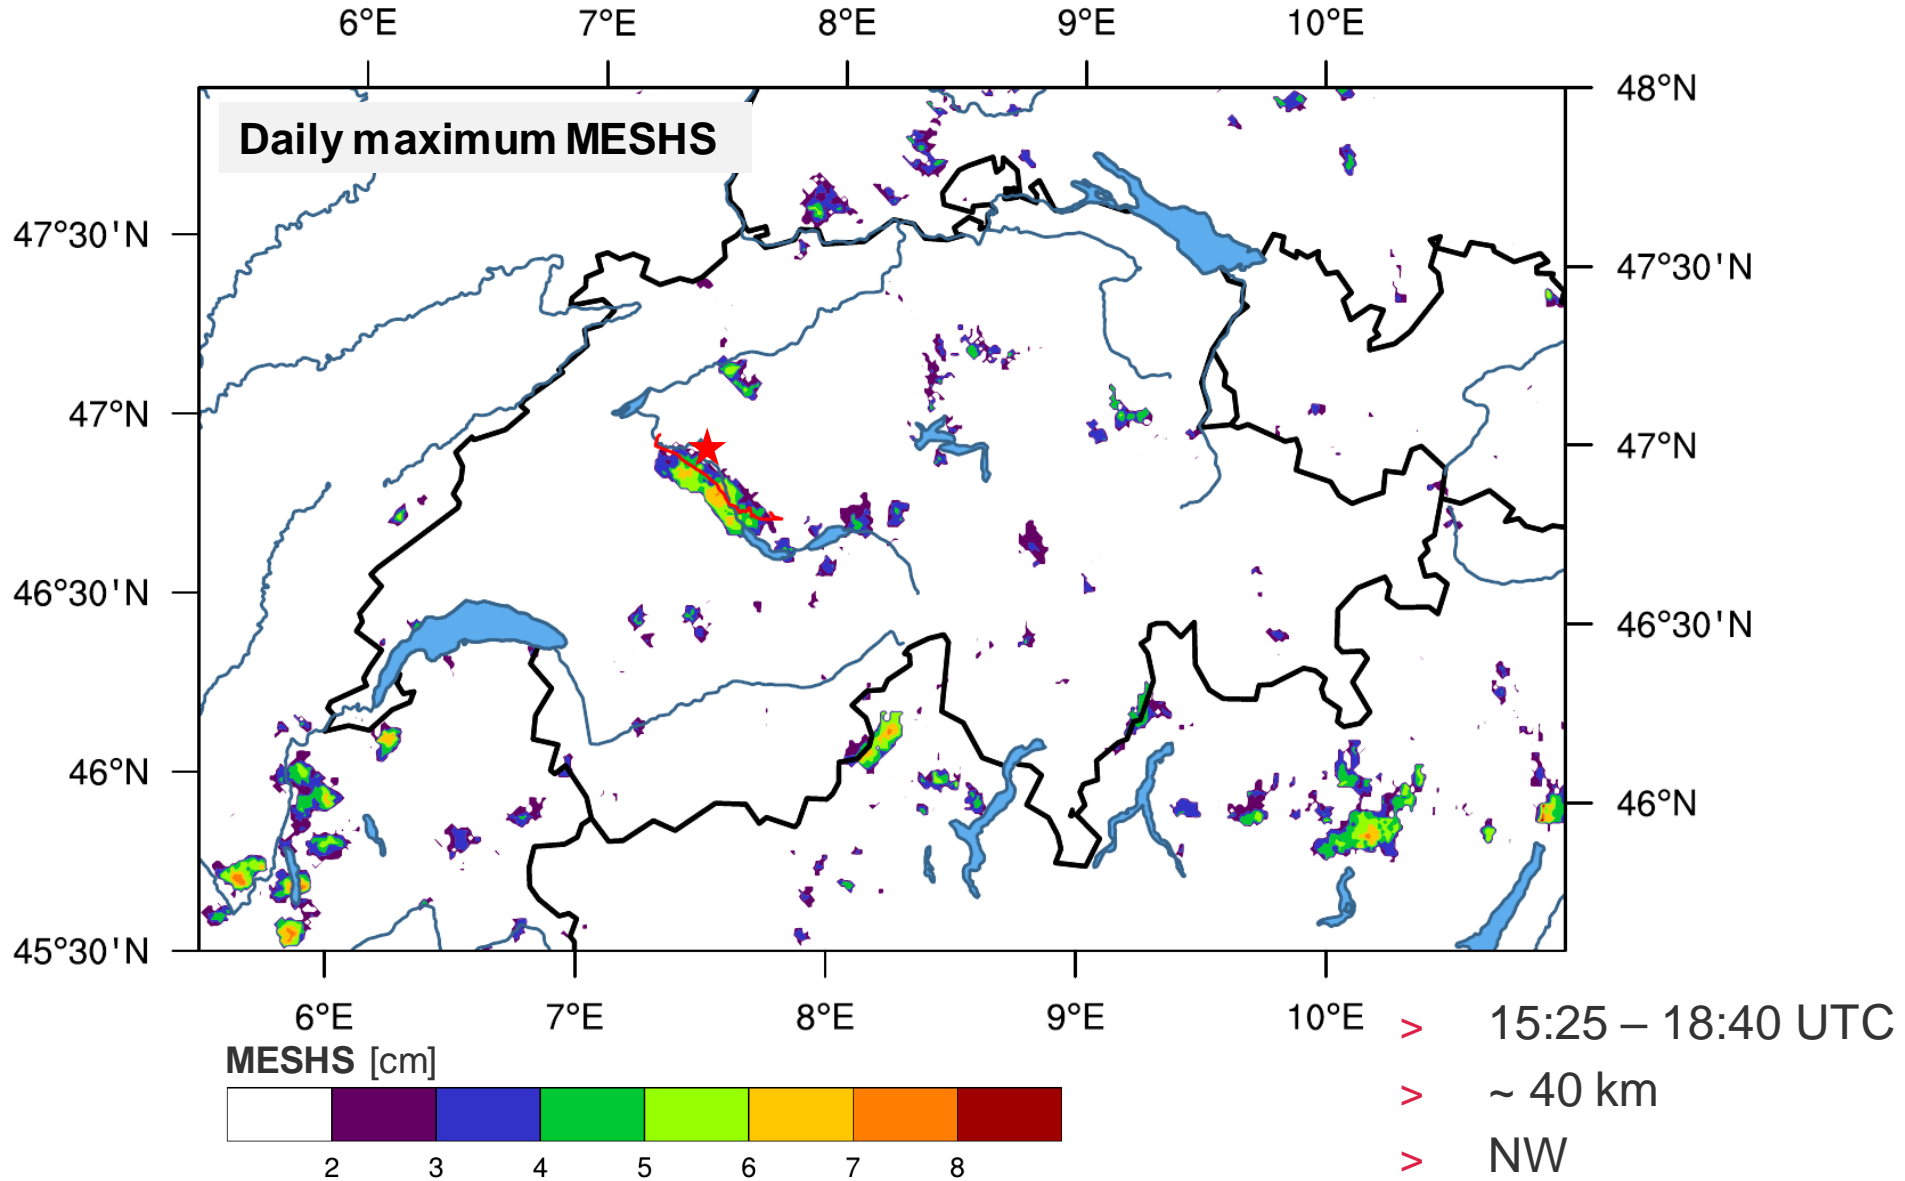 6°E 7°E 8°E 9°E 10°E
48°N
Daily maximum MESHS
47°30'N 47°30'N
47°N 47°N
46°30'N 46°30'N
46°N 46°N
45°30'N
6°E 7°E 8°E 9°E 10°E
> 15:25 – 18:40 UTC
MESHS [cm]
> ~ 40 km
2 3 4 5 6 7 8
> NW